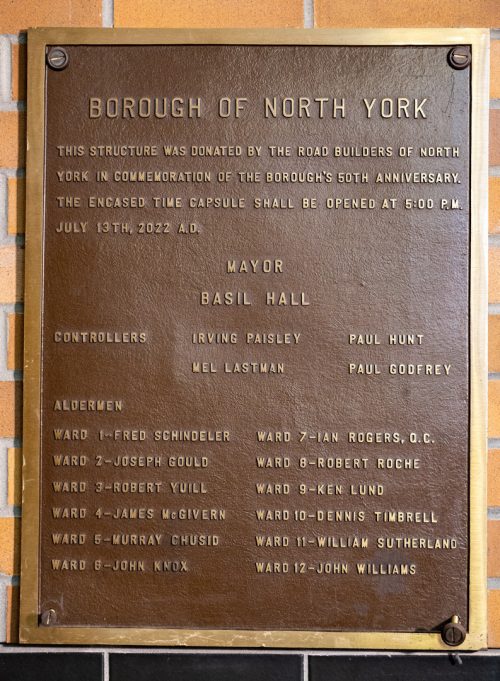 BOROUGH OF NORTH YORK
THIS STRUCTURE WAS DONATED BY THE ROAD BUILDERS OF NORTH
YORK IN COMMEMORATION OF THE BOROUGH'S 50TH ANNIVERSARY.
THE ENCASED TIME CAPSULE SHALL BE OPENED AT 5:00 P.M.
JULY 13TH, 2022 A.D.
MAYOR
BASIL HALL
CONTROLLERS IRVING PAISLEY PAUL HUNT
MEL LASTMAN PAUL GODFREY
ALDERMEN
WARD 1-FRED SCHINDELER WARD 7-IAN ROGERS, Q.C.
WARD 2-JOSEPH GOULD WARD 8-ROBERT ROCHE
WARD 3-ROBERT YUILL WARD 9-KEN LUND
WARD 4-JAMES McGIVERN WARD 10-DENNIS TIMBRELL
WARD 5-MURRAY CHUSID WARD 11-WILLIAM SUTHERLAND
WARD 6-JOHN KNOX WARD 12-JOHN WILLIAMS